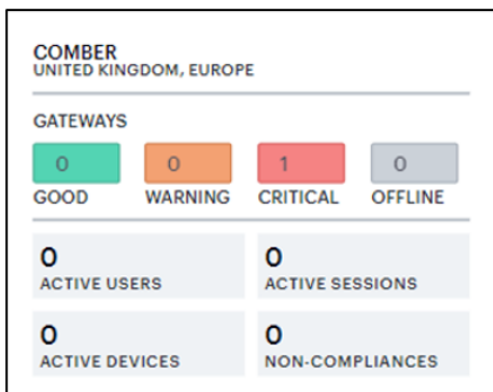 COMBER
UNITED KINGDOM, EUROPE
GATEWAYS
0 0 1 0
GOOD WARNING CRITICAL OFFLINE
0 0
ACTIVE USERS ACTIVE SESSIONS
0 0
ACTIVE DEVICES NON-COMPLIANCES